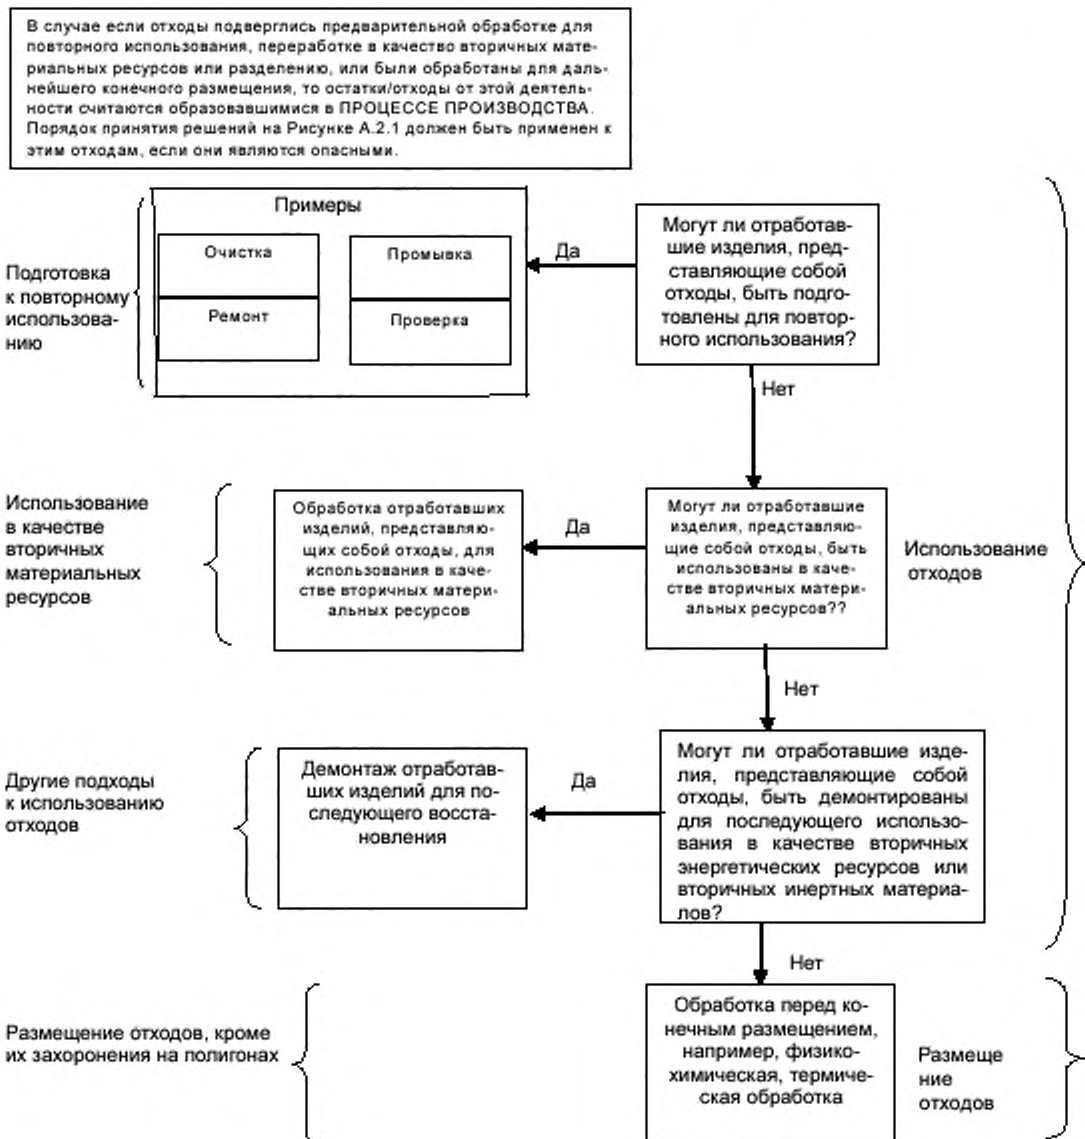 В случае если отходы подверглись предварительной обработке для
повторного использования, переработке в качество вторичных мате-
риальных ресурсов или разделению, или были обработаны для даль-
нейшего конечного размещения, то остатки/отходы от этой деятель-
ности считаются образовавшимися в ПРОЦЕССЕ ПРОИЗВОДСТВА.
Порядок принятия решений на Рисунке А.2.1 должен быть применен к
этим отходам, если они являются опасными.
Подготовка
к повторному
использова-
нию
Примеры
Очистка
Промывка
Ремонт
Проверка
Да
Могут ли отработав-
шие изделия, пред-
ставляющие собой
отходы, быть подго-
товлены для повтор-
ного использования?
Нет
Использование
в качестве
вторичных
материальных
ресурсов
Обработка отработавших
изделий, представляю-
щих собой отходы, для
использования в каче-
стве вторичных матери-
альных ресурсов
Да
Могут ли отработавшие
изделия, представляю-
щие собой отходы, быть
использованы в каче-
стве вторичных матери-
альных ресурсов??
Использование
отходов
Нет
Другие подходы
к использованию
отходов
Демонтаж отработав-
ших изделий для по-
следующего восста-
новления
Да
Могут ли отработавшие изде-
лия, представляющие собой
отходы, быть демонтированы
для последующего использо-
вания в качестве вторичных
энергетических ресурсов или
вторичных инертных материа-
лов?
Нет
Размещение отходов, кроме
их захоронения на полигонах
Обработка перед ко-
нечным размещением,
например, физико-
химическая, термиче-
ская обработка
Размеще
ние
отходов